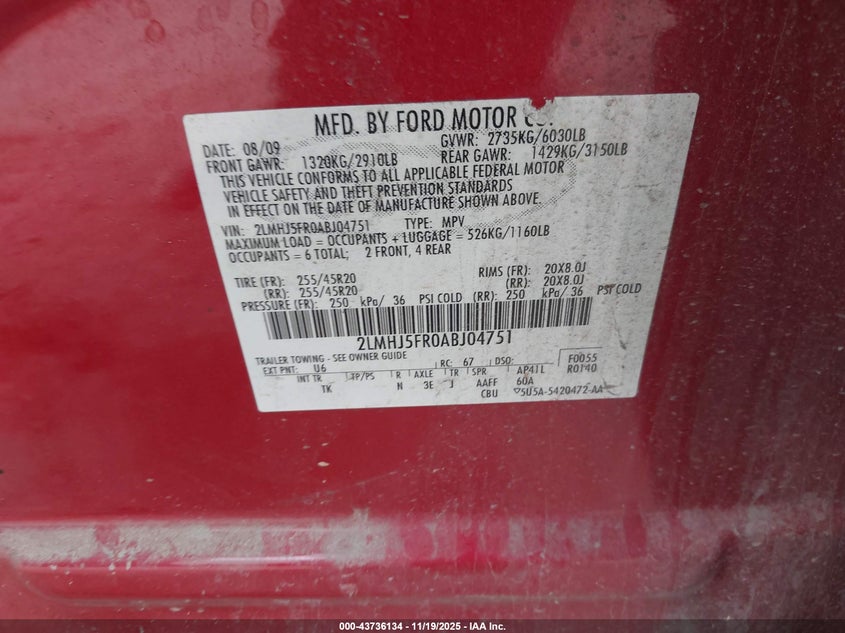 MFD. BY FORD MOTOR CO.
DATE: 08/09 GVWR: 2735KG/6030LB
FRONT GAWR: 1320KG/2910LB REAR GAWR: 1429KG/3150LB
THIS VEHICLE CONFORMS TO ALL APPLICABLE FEDERAL MOTOR
VEHICLE SAFETY AND THEFT PREVENTION STANDARDS
IN EFFECT ON THE DATE OF MANUFACTURE SHOWN ABOVE.
VIN: 2LMHJ5FR0ABJ04751 TYPE: MPV
MAXIMUM LOAD = OCCUPANTS + LUGGAGE = 526KG/1160LB
OCCUPANTS = 6 TOTAL; 2 FRONT, 4 REAR
TIRE (FR): 255/45R20 RIMS (FR): 20X8.0J
(RR): 255/45R20 (RR): 20X8.0J
PRESSURE (FR): 250 kPa/ 36 PSI COLD (RR): 250 kPa/ 36 PSI COLD
2LMHJ5FR0ABJ04751
TRAILER TOWING - SEE OWNER GUIDE
EXT PNT: U6 RC: 67 DSO: F0055
INT TR TP/PS R AXLE TR SPR AP41L R0140
TK N 3E J AAFF 60A
CBU 5U5A-5420472-AA
000-43736134 - 11/19/2025 - IAA Inc.